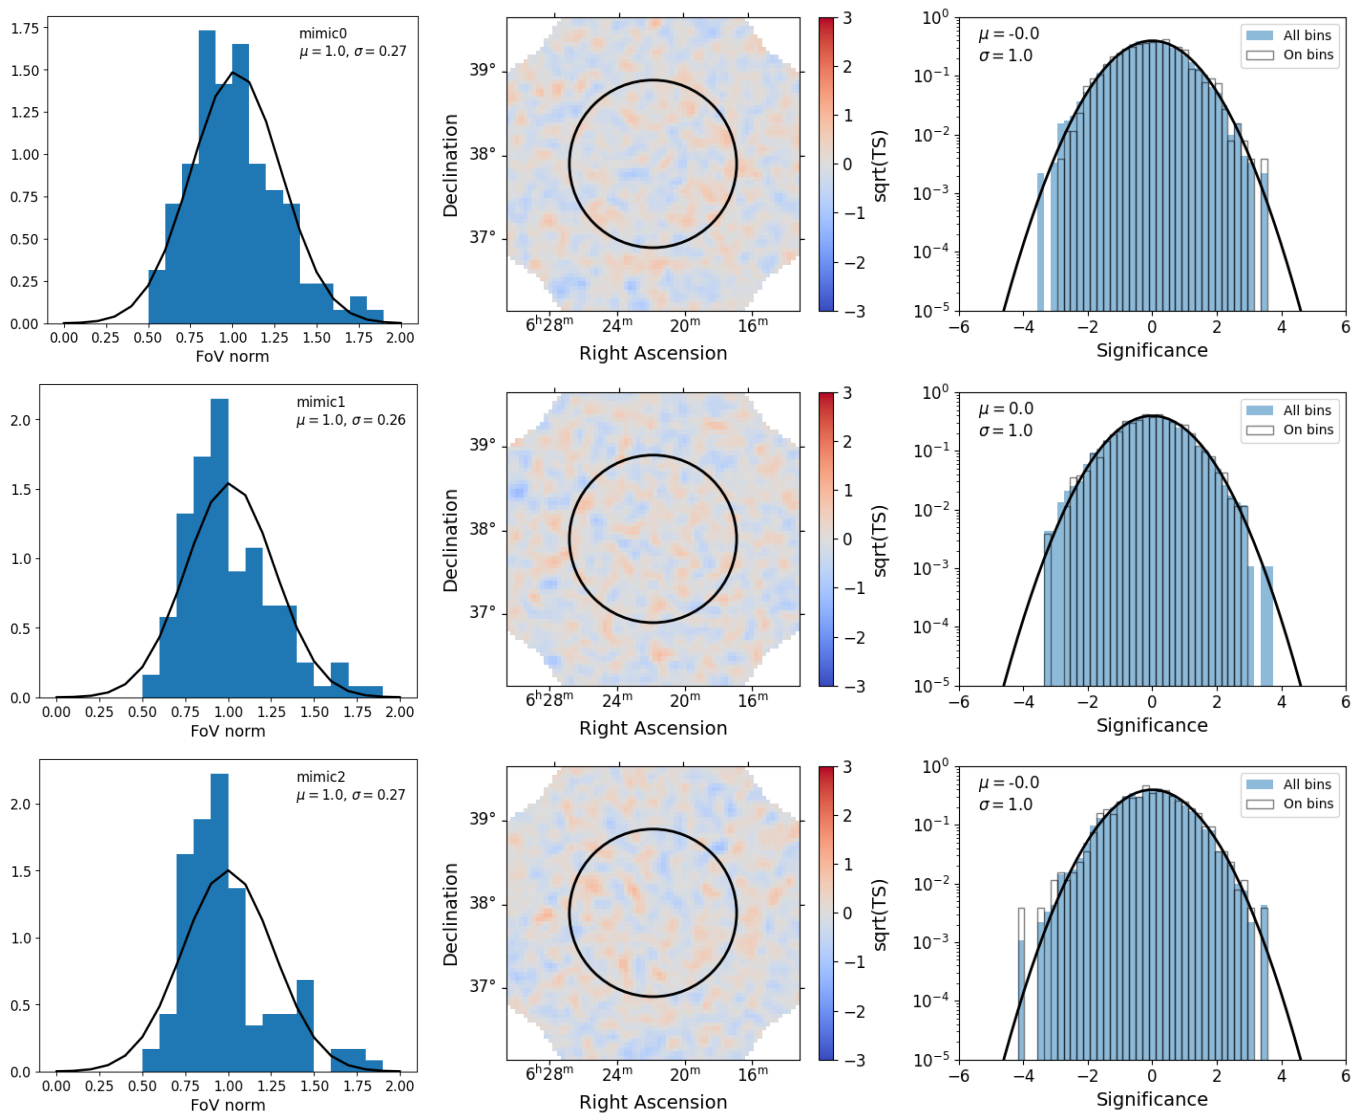 mimic0
μ = 1.0, σ = 0.27
1.75
1.50
1.25
1.00
0.75
0.50
0.25
0.00
0.00 0.25 0.50 0.75 1.00 1.25 1.50 1.75 2.00
FoV norm
39°
38°
37°
Declination
6ʰ28ᵐ 24ᵐ 20ᵐ 16ᵐ
Right Ascension
3
2
1
0
−1
−2
−3
sqrt(TS)
μ = -0.0
σ = 1.0
All bins
On bins
10⁰
10⁻¹
10⁻²
10⁻³
10⁻⁴
10⁻⁵
−6 −4 −2 0 2 4 6
Significance
mimic1
μ = 1.0, σ = 0.26
2.0
1.5
1.0
0.5
0.0
0.00 0.25 0.50 0.75 1.00 1.25 1.50 1.75 2.00
FoV norm
39°
38°
37°
Declination
6ʰ28ᵐ 24ᵐ 20ᵐ 16ᵐ
Right Ascension
3
2
1
0
−1
−2
−3
sqrt(TS)
μ = 0.0
σ = 1.0
All bins
On bins
10⁰
10⁻¹
10⁻²
10⁻³
10⁻⁴
10⁻⁵
−6 −4 −2 0 2 4 6
Significance
mimic2
μ = 1.0, σ = 0.27
2.0
1.5
1.0
0.5
0.0
0.00 0.25 0.50 0.75 1.00 1.25 1.50 1.75 2.00
FoV norm
39°
38°
37°
Declination
6ʰ28ᵐ 24ᵐ 20ᵐ 16ᵐ
Right Ascension
3
2
1
0
−1
−2
−3
sqrt(TS)
μ = -0.0
σ = 1.0
All bins
On bins
10⁰
10⁻¹
10⁻²
10⁻³
10⁻⁴
10⁻⁵
−6 −4 −2 0 2 4 6
Significance